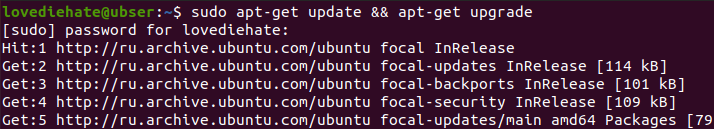 lovediehate@ubser:~$ sudo apt-get update && apt-get upgrade
[sudo] password for lovediehate:
Hit:1 http://ru.archive.ubuntu.com/ubuntu focal InRelease
Get:2 http://ru.archive.ubuntu.com/ubuntu focal-updates InRelease [114 kB]
Get:3 http://ru.archive.ubuntu.com/ubuntu focal-backports InRelease [101 kB]
Get:4 http://ru.archive.ubuntu.com/ubuntu focal-security InRelease [109 kB]
Get:5 http://ru.archive.ubuntu.com/ubuntu focal-updates/main amd64 Packages [79